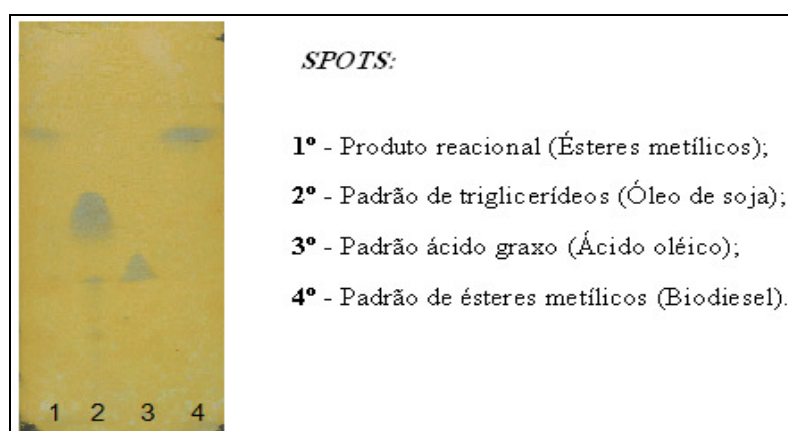 SPOTS:
1º - Produto reacional (Ésteres metílicos);
2º - Padrão de triglicerídeos (Óleo de soja);
3º - Padrão ácido graxo (Ácido oléico);
4º - Padrão de ésteres metílicos (Biodiesel).
1 2 3 4